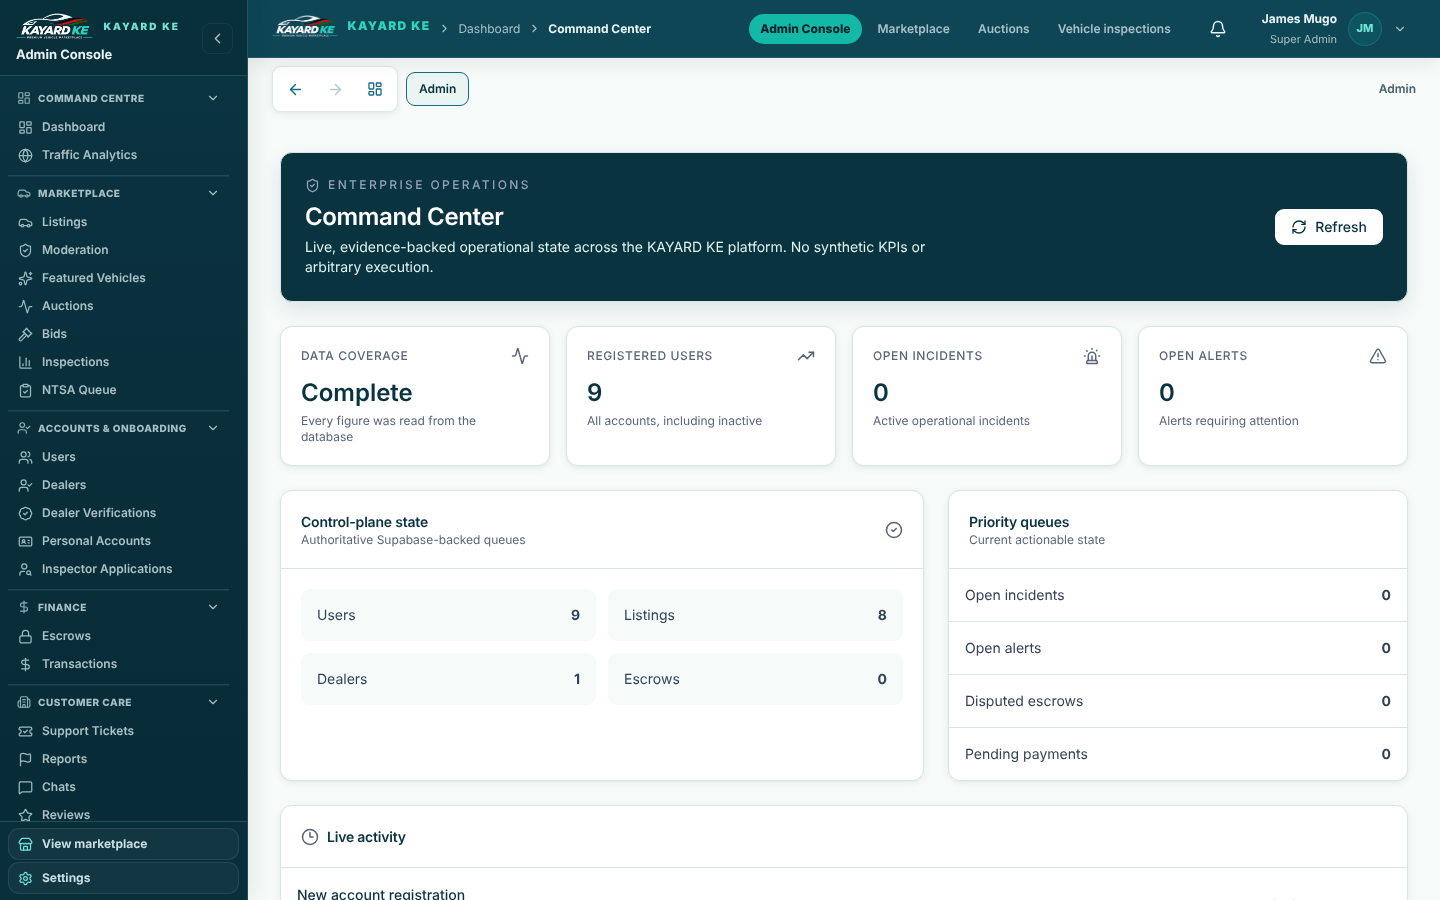 KAYARD KE
KAYARD KE
Admin Console
COMMAND CENTRE
Dashboard
Traffic Analytics
MARKETPLACE
Listings
Moderation
Featured Vehicles
Auctions
Bids
Inspections
NTSA Queue
ACCOUNTS & ONBOARDING
Users
Dealers
Dealer Verifications
Personal Accounts
Inspector Applications
FINANCE
Escrows
Transactions
CUSTOMER CARE
Support Tickets
Reports
Chats
Reviews
View marketplace
Settings
KAYARD KE
KAYARD KE
Dashboard
Command Center
Admin Console
Marketplace
Auctions
Vehicle inspections
James Mugo
Super Admin
JM
Admin
Admin
ENTERPRISE OPERATIONS
Command Center
Live, evidence-backed operational state across the KAYARD KE platform. No synthetic KPIs or
arbitrary execution.
Refresh
DATA COVERAGE
Complete
Every figure was read from the
database
REGISTERED USERS
9
All accounts, including inactive
OPEN INCIDENTS
0
Active operational incidents
OPEN ALERTS
0
Alerts requiring attention
Control-plane state
Authoritative Supabase-backed queues
Users 9
Listings 8
Dealers 1
Escrows 0
Priority queues
Current actionable state
Open incidents 0
Open alerts 0
Disputed escrows 0
Pending payments 0
Live activity
New account registration